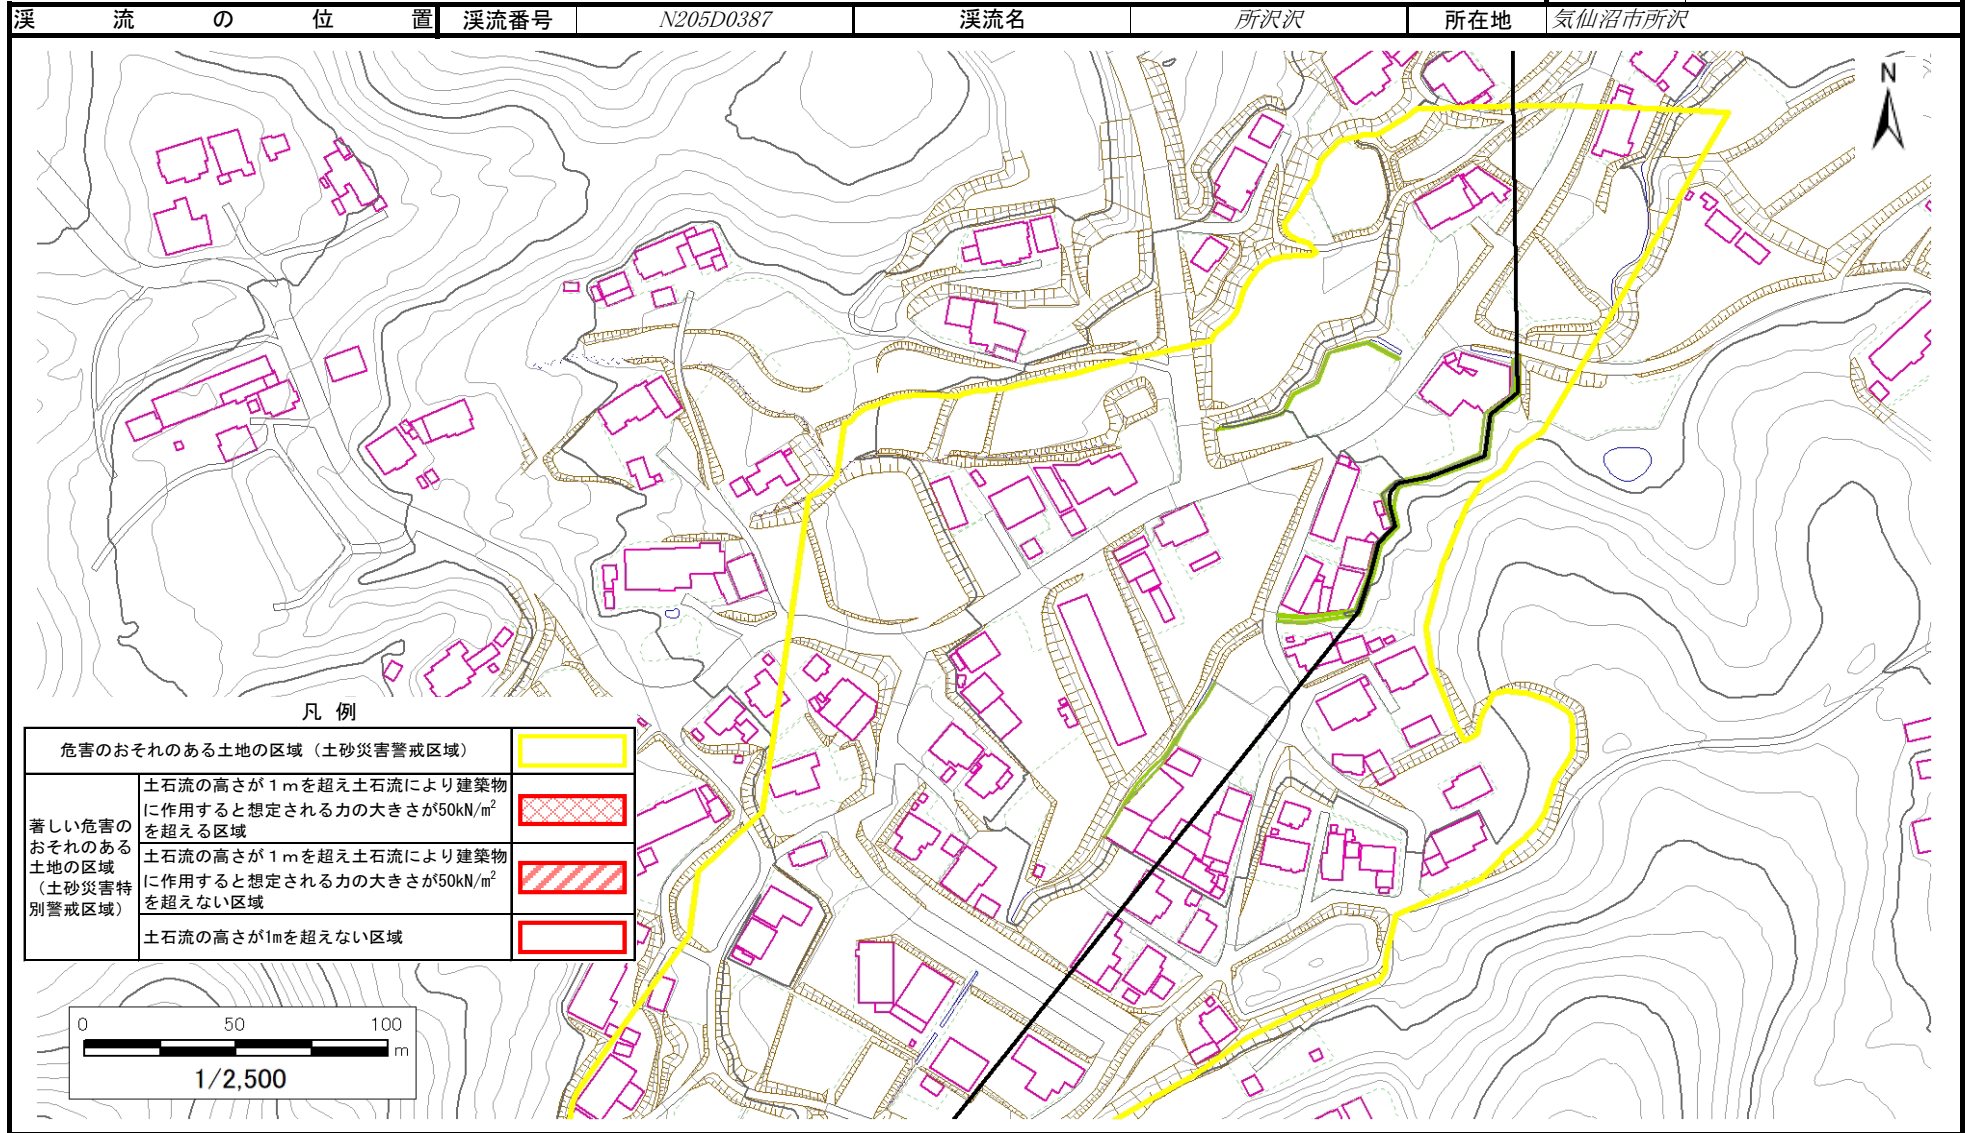 渓流の位置 渓流番号 N205D0387 渓流名 所沢沢 所在地 気仙沼市所沢
N
凡 例
危害のおそれのある土地の区域（土砂災害警戒区域）
著しい危害の
おそれのある
土地の区域
（土砂災害特
別警戒区域）
土石流の高さが１ｍを超え土石流により建築物
に作用すると想定される力の大きさが50kN/m²
を超える区域
土石流の高さが１ｍを超え土石流により建築物
に作用すると想定される力の大きさが50kN/m²
を超えない区域
土石流の高さが1mを超えない区域
0 50 100
m
1/2,500